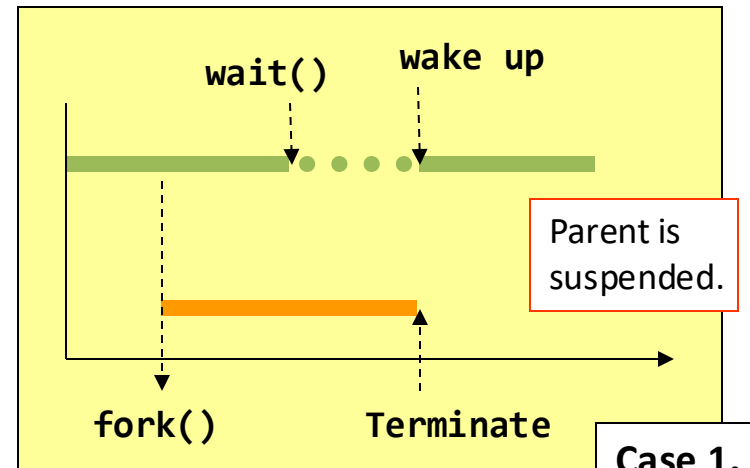 wait()
wake up
Parent is
suspended.
fork()
Terminate
Case 1.